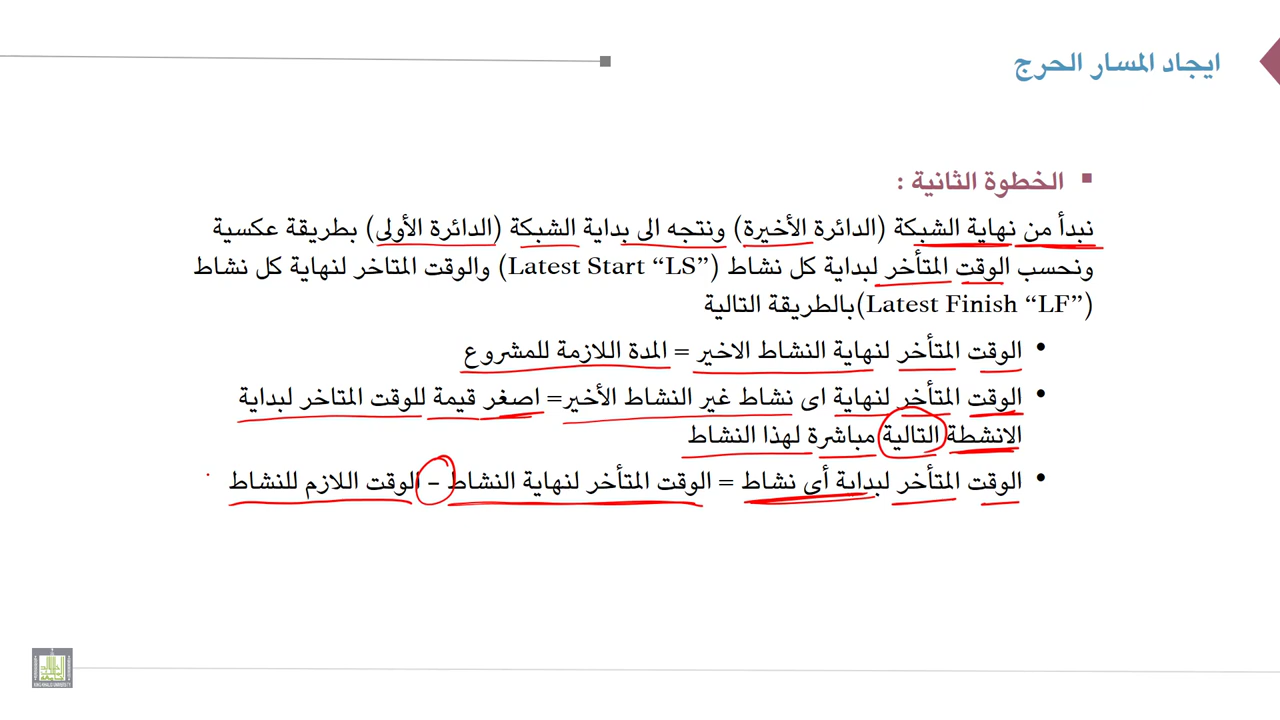 ايجاد المسار الحرج
الخطوة الثانية :
نبدأ من نهاية الشبكة (الدائرة الأخيرة) ونتجه الى بداية الشبكة (الدائرة الأولى) بطريقة عكسية
ونحسب الوقت المتأخر لبداية كل نشاط (Latest Start “LS”) والوقت المتاخر لنهاية كل نشاط
(Latest Finish “LF”)بالطريقة التالية
الوقت المتأخر لنهاية النشاط الاخير = المدة اللازمة للمشروع
الوقت المتأخر لنهاية اى نشاط غير النشاط الأخير= اصغر قيمة للوقت المتاخر لبداية
الانشطة التالية مباشرة لهذا النشاط
الوقت المتأخر لبداية أى نشاط = الوقت المتأخر لنهاية النشاط – الوقت اللازم للنشاط